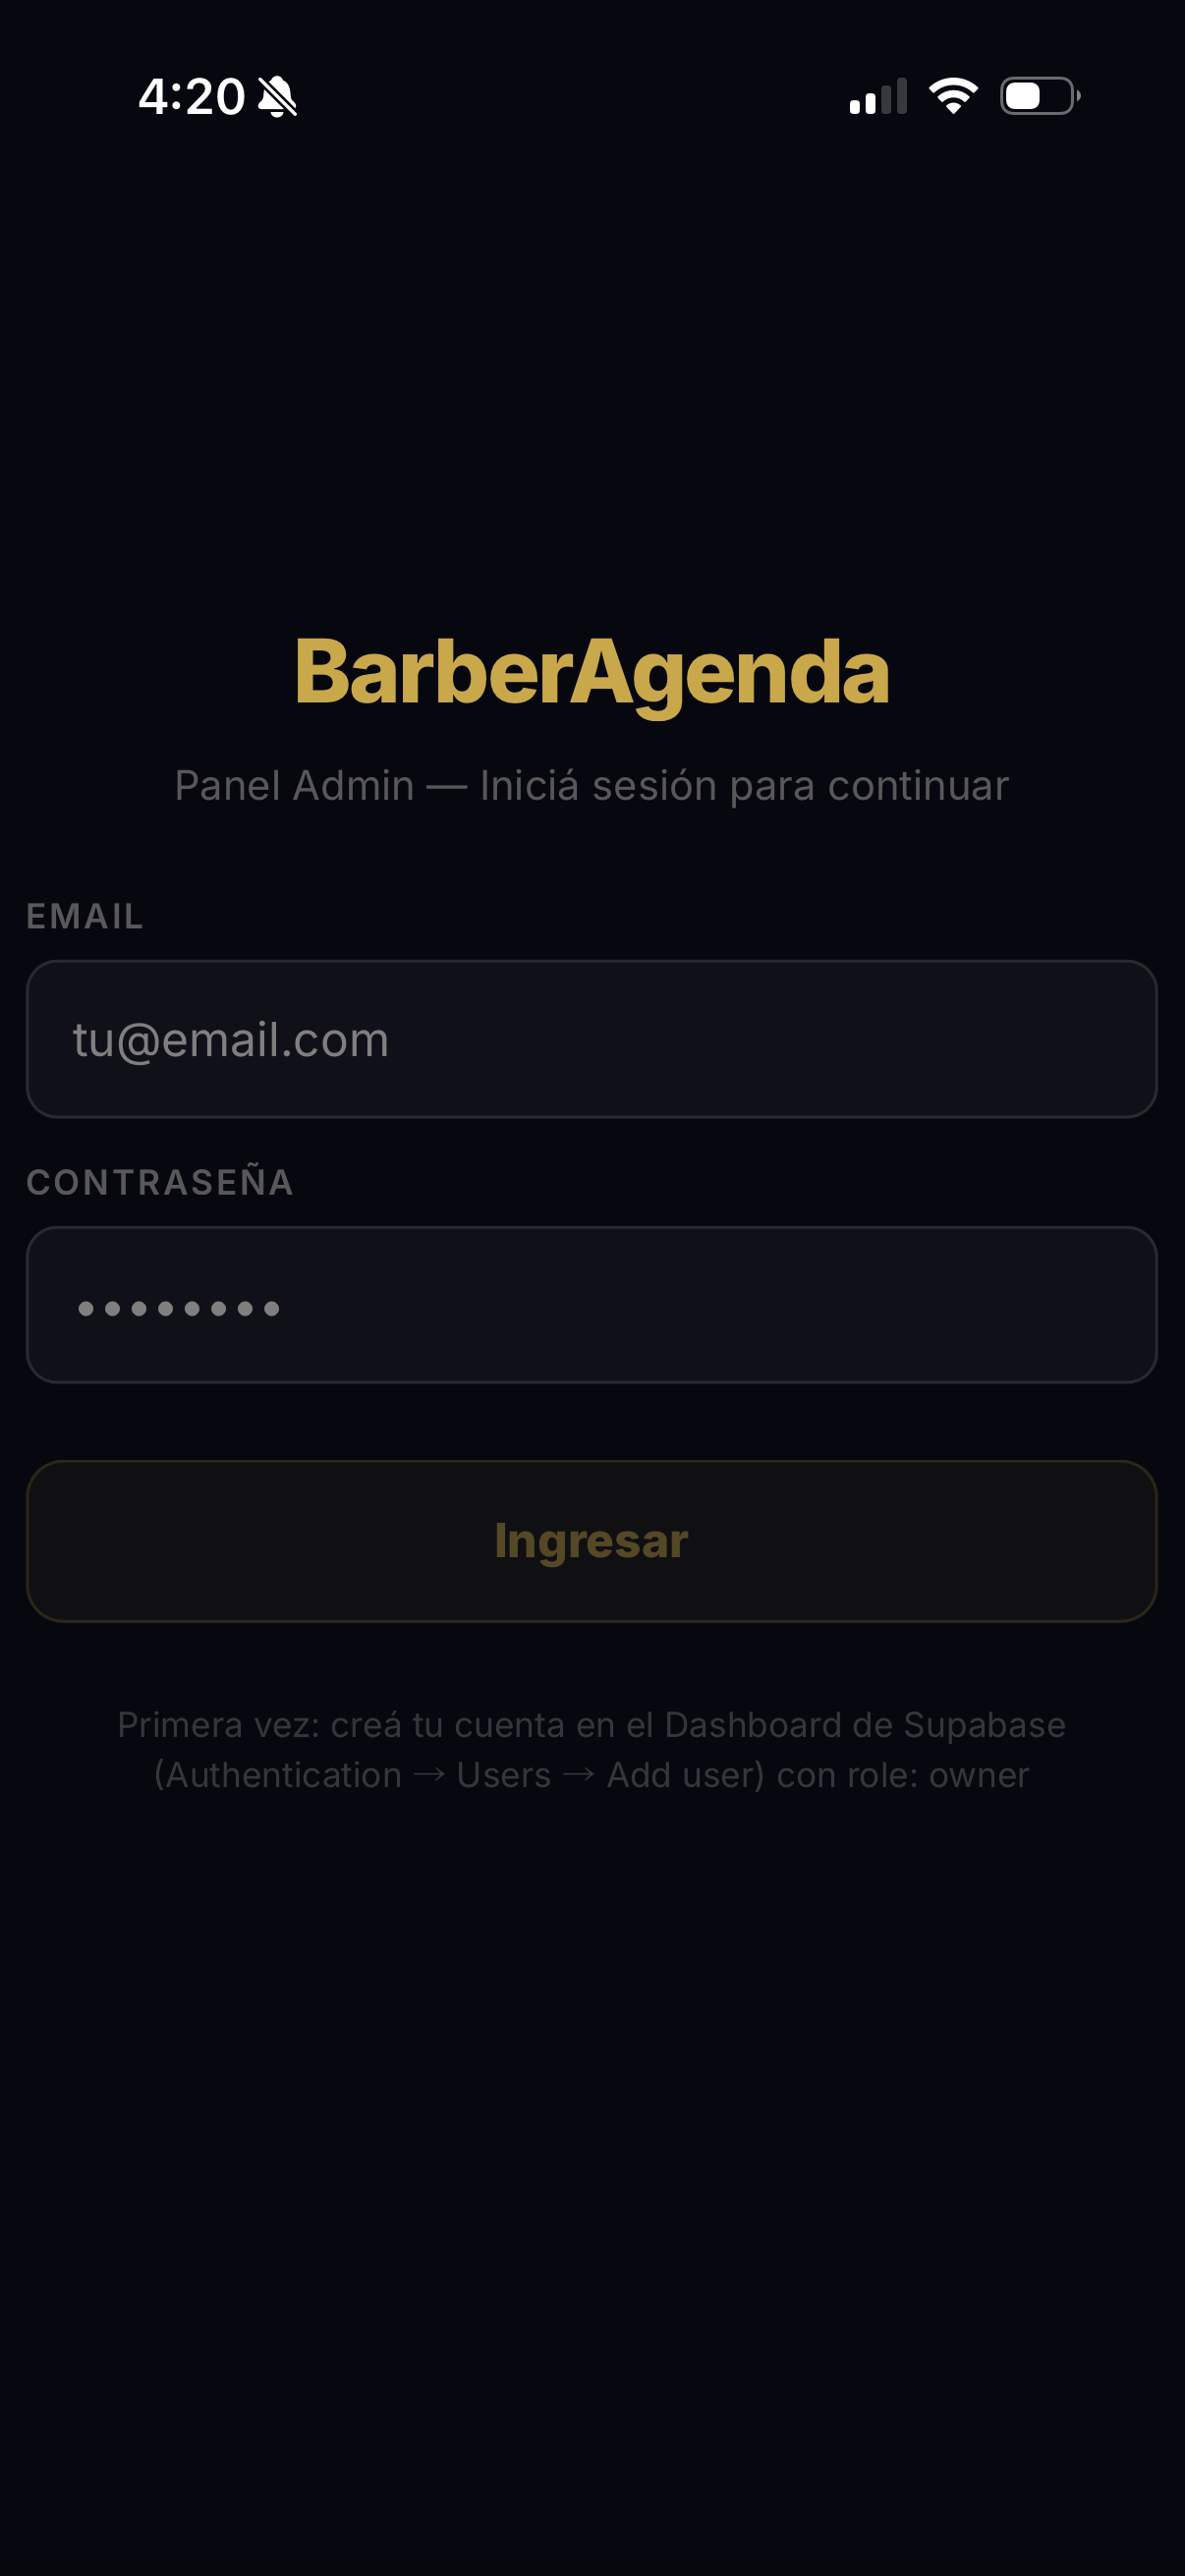 4:20
BarberAgenda
Panel Admin — Iniciá sesión para continuar
EMAIL
tu@email.com
CONTRASEÑA
••••••••
Ingresar
Primera vez: creá tu cuenta en el Dashboard de Supabase
(Authentication → Users → Add user) con role: owner